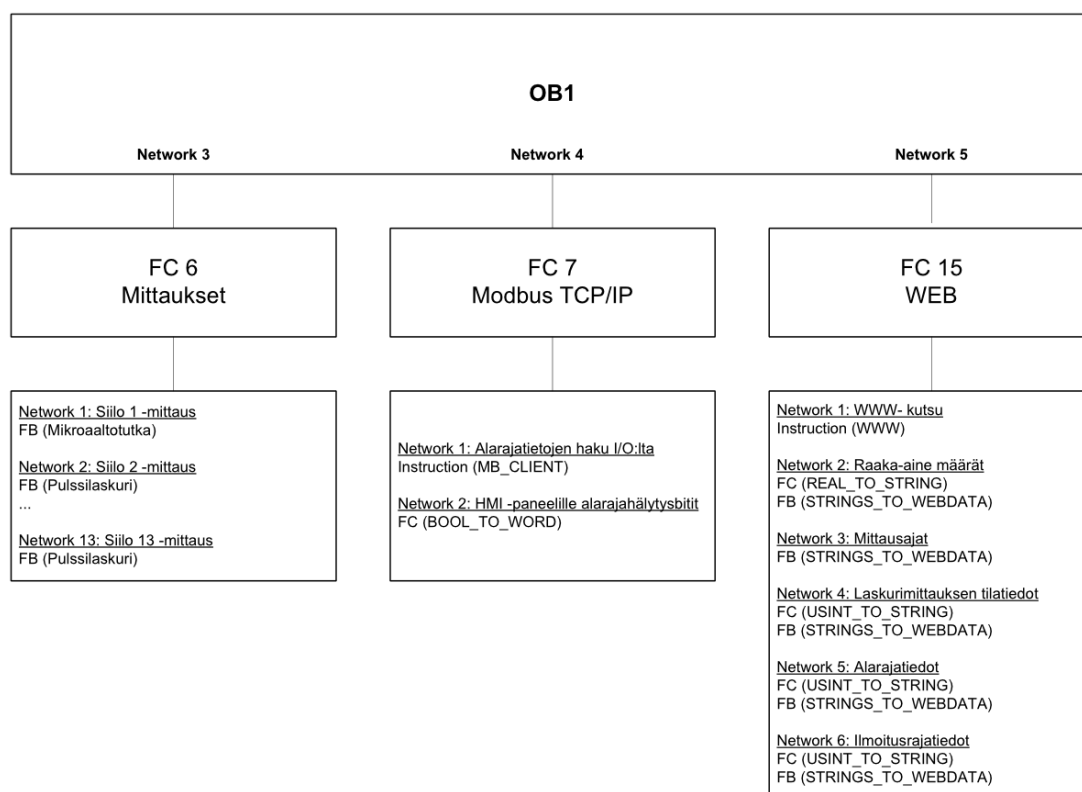 OB1
Network 3
Network 4
Network 5
FC 6
Mittaukset
FC 7
Modbus TCP/IP
FC 15
WEB
Network 1: Siilo 1 -mittaus
FB (Mikroaaltotutka)
Network 2: Siilo 2 -mittaus
FB (Pulssilaskuri)
...
Network 13: Siilo 13 -mittaus
FB (Pulssilaskuri)
Network 1: Alarajatietojen haku I/O:lta
Instruction (MB_CLIENT)
Network 2: HMI -paneelille alarajahälytysbitit
FC (BOOL_TO_WORD)
Network 1: WWW- kutsu
Instruction (WWW)
Network 2: Raaka-aine määrät
FC (REAL_TO_STRING)
FB (STRINGS_TO_WEBDATA)
Network 3: Mittausajat
FB (STRINGS_TO_WEBDATA)
Network 4: Laskurimittauksen tilatiedot
FC (USINT_TO_STRING)
FB (STRINGS_TO_WEBDATA)
Network 5: Alarajatiedot
FC (USINT_TO_STRING)
FB (STRINGS_TO_WEBDATA)
Network 6: Ilmoitusrajatiedot
FC (USINT_TO_STRING)
FB (STRINGS_TO_WEBDATA)